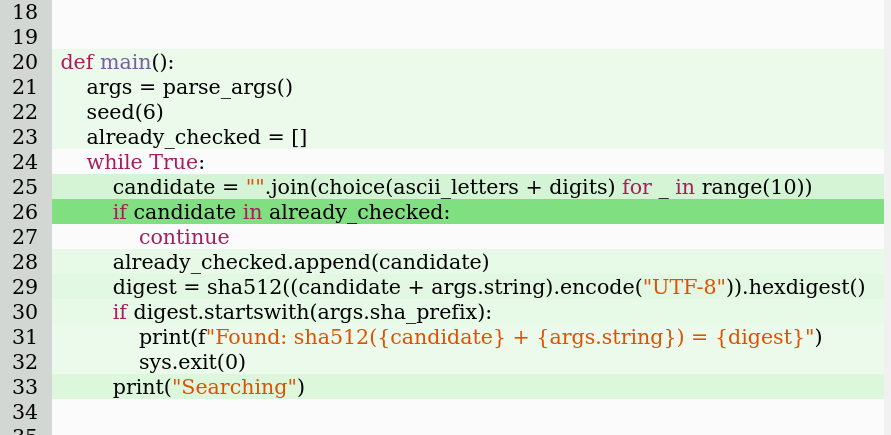 18
19
20 def main():
21 args = parse_args()
22 seed(6)
23 already_checked = []
24 while True:
25 candidate = "".join(choice(ascii_letters + digits) for _ in range(10))
26 if candidate in already_checked:
27 continue
28 already_checked.append(candidate)
29 digest = sha512((candidate + args.string).encode("UTF-8")).hexdigest()
30 if digest.startswith(args.sha_prefix):
31 print(f"Found: sha512({candidate} + {args.string}) = {digest}")
32 sys.exit(0)
33 print("Searching")
34
35